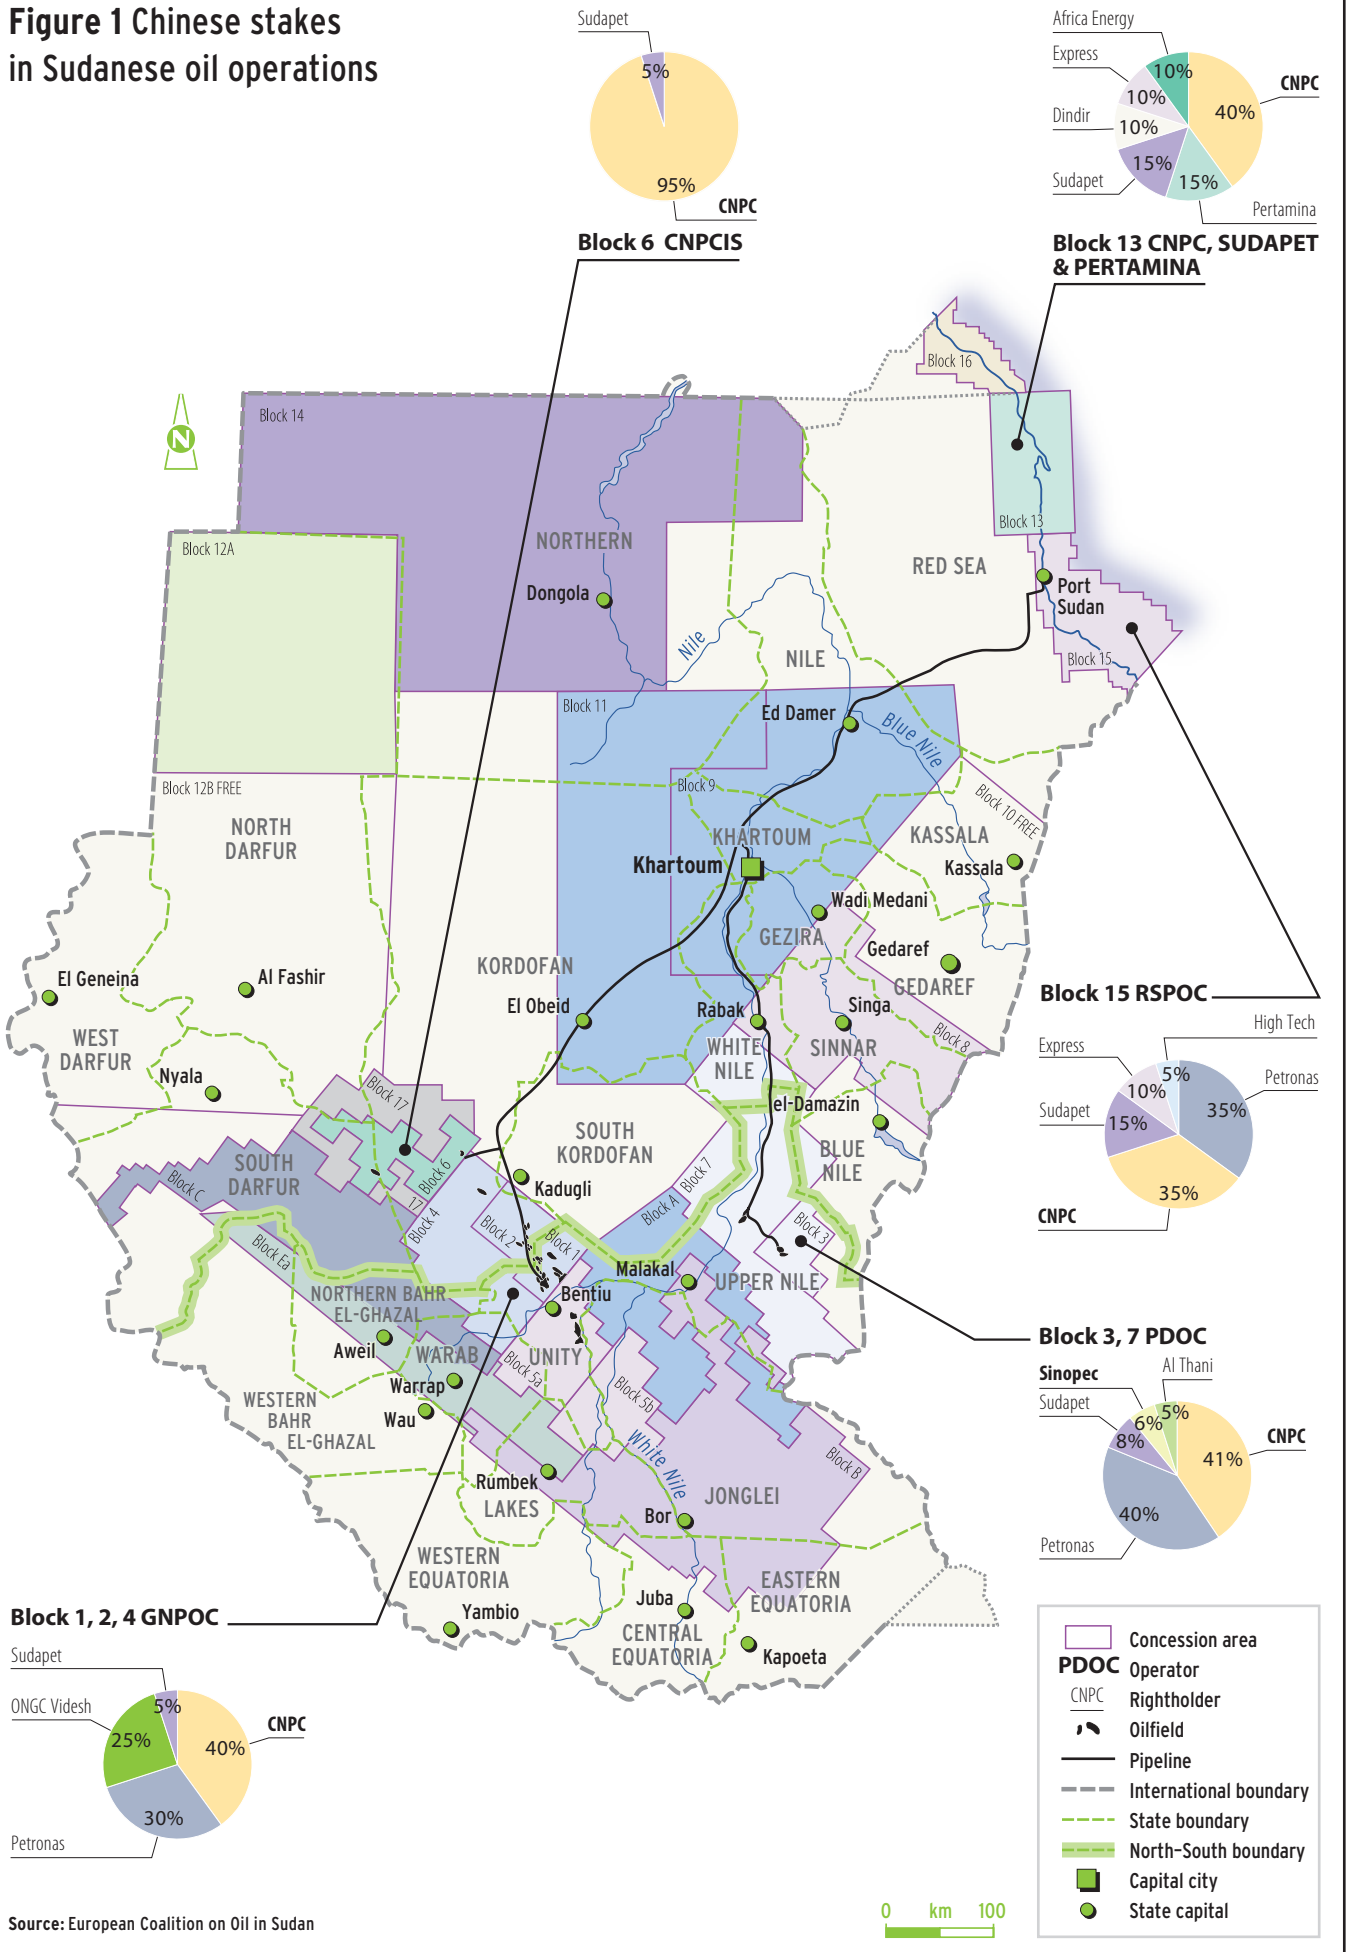 Figure 1 Chinese stakes
in Sudanese oil operations
Sudapet
5%
95%
CNPC
Block 6 CNPCIS
Africa Energy
Express
Dindir
Sudapet
10%
10%
10%
15%
15%
40%
CNPC
Pertamina
Block 13 CNPC, SUDAPET
& PERTAMINA
Block 16
Block 14
N
Block 13
NORTHERN
Block 12A
RED SEA
Dongola
Port
Sudan
Nile
NILE
Block 15
Block 11
Ed Damer
Blue Nile
Block 12B FREE
Block 9
Block 10 FREE
NORTH
DARFUR
KHARTOUM
KASSALA
Khartoum
Kassala
Wadi Medani
GEZIRA
Gedaref
KORDOFAN
GEDAREF
El Geneina
Al Fashir
El Obeid
Rabak
Singa
WEST
DARFUR
WHITE
NILE
SINNAR
Block 8
Nyala
Block 17
el-Damazin
SOUTH
KORDOFAN
BLUE
NILE
SOUTH
DARFUR
Block C
Block 6
17
Block 7
Kadugli
Block A
Block 4
Block 2
Block 1
Block 3
Block Ea
Malakal
UPPER NILE
NORTHERN BAHR
EL-GHAZAL
Bentiu
Aweil
WARAB
UNITY
Block 5a
Warrap
Block 5b
WESTERN
BAHR
EL-GHAZAL
Wau
White Nile
Block B
Rumbek
LAKES
JONGLEI
Bor
WESTERN
EQUATORIA
EASTERN
EQUATORIA
Juba
Yambio
CENTRAL
EQUATORIA
Kapoeta
Block 15 RSPOC
High Tech
Express
5%
10%
Petronas
Sudapet
15%
35%
35%
CNPC
Block 3, 7 PDOC
Sinopec
Al Thani
Sudapet
5%
6%
8%
CNPC
41%
40%
Petronas
Block 1, 2, 4 GNPOC
Sudapet
5%
ONGC Videsh
25%
CNPC
40%
30%
Petronas
Concession area
PDOC Operator
CNPC Rightholder
Oilfield
Pipeline
International boundary
State boundary
North–South boundary
Capital city
State capital
0 km 100
Source: European Coalition on Oil in Sudan